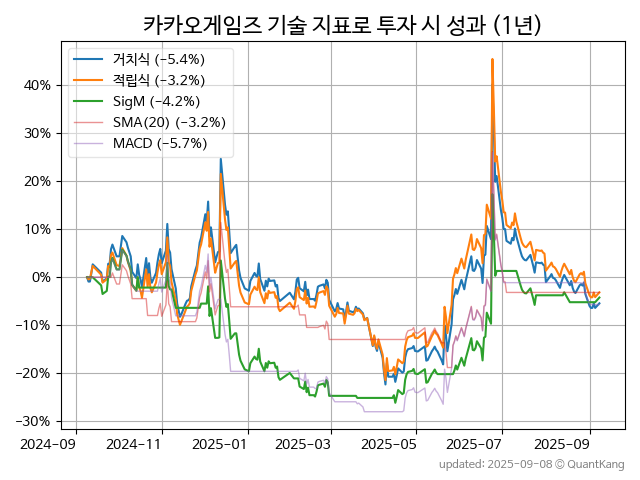 카카오게임즈 기술 지표로 투자 시 성과 (1년)
거치식 (−5.4%)
적립식 (−3.2%)
SigM (−4.2%)
SMA(20) (−3.2%)
MACD (−5.7%)
40%
30%
20%
10%
0%
−10%
−20%
−30%
2024-09 2024-11 2025-01 2025-03 2025-05 2025-07 2025-09
updated: 2025-09-08 © QuantKang